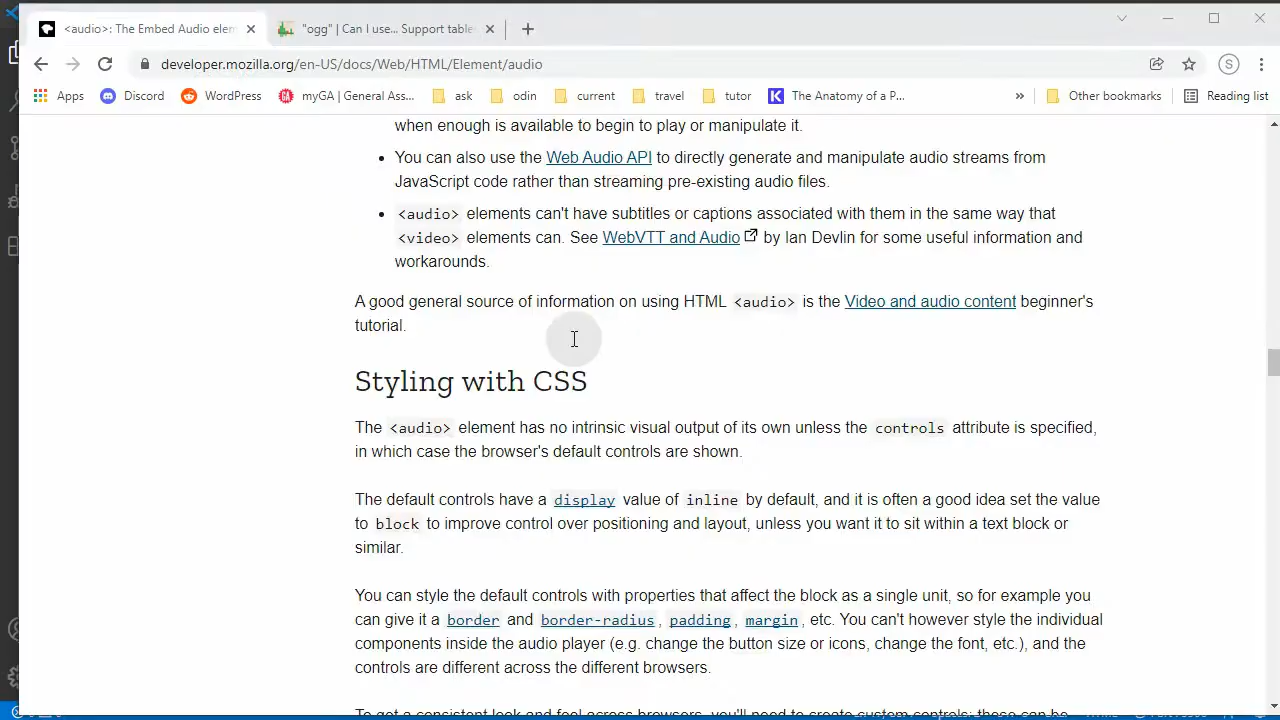 <audio>: The Embed Audio elem
"ogg" | Can I use... Support table
developer.mozilla.org/en-US/docs/Web/HTML/Element/audio
S
Apps Discord WordPress myGA | General Ass... ask odin current travel tutor The Anatomy of a P... » Other bookmarks Reading list
when enough is available to begin to play or manipulate it.
• You can also use the Web Audio API to directly generate and manipulate audio streams from
JavaScript code rather than streaming pre-existing audio files.
• <audio> elements can't have subtitles or captions associated with them in the same way that
<video> elements can. See WebVTT and Audio by Ian Devlin for some useful information and
workarounds.
A good general source of information on using HTML <audio> is the Video and audio content beginner's
tutorial.
Styling with CSS
The <audio> element has no intrinsic visual output of its own unless the controls attribute is specified,
in which case the browser's default controls are shown.
The default controls have a display value of inline by default, and it is often a good idea set the value
to block to improve control over positioning and layout, unless you want it to sit within a text block or
similar.
You can style the default controls with properties that affect the block as a single unit, so for example you
can give it a border and border-radius, padding, margin, etc. You can't however style the individual
components inside the audio player (e.g. change the button size or icons, change the font, etc.), and the
controls are different across the different browsers.
To get a consistent look and feel across browsers, you'll need to create custom controls; these can be